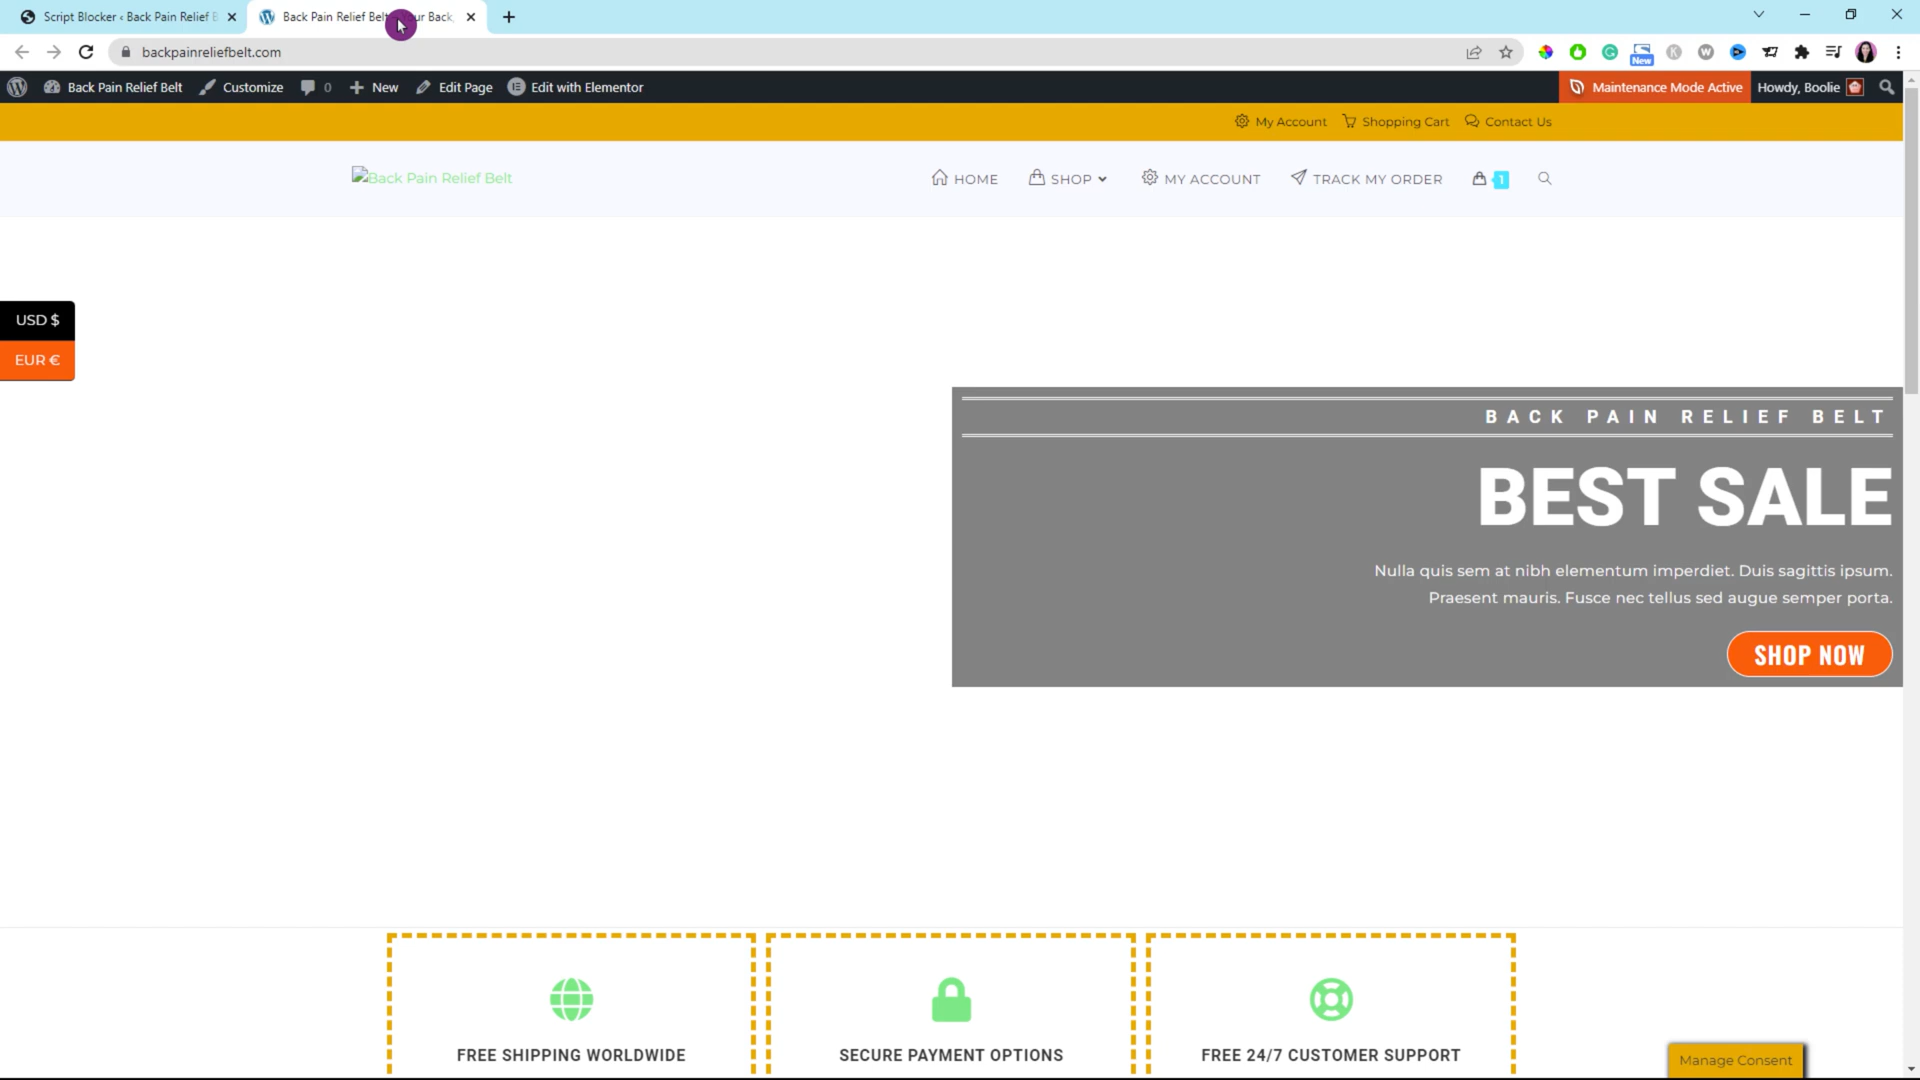 Script Blocker ‹ Back Pain Relief B
Back Pain Relief Belt
ur Back,
backpainreliefbelt.com
New
Back Pain Relief Belt
Customize
0
New
Edit Page
Edit with Elementor
Maintenance Mode Active
Howdy, Boolie
My Account
Shopping Cart
Contact Us
Back Pain Relief Belt
HOME
SHOP
MY ACCOUNT
TRACK MY ORDER
1
USD $
EUR €
BACK PAIN RELIEF BELT
BEST SALE
Nulla quis sem at nibh elementum imperdiet. Duis sagittis ipsum.
Praesent mauris. Fusce nec tellus sed augue semper porta.
SHOP NOW
FREE SHIPPING WORLDWIDE
SECURE PAYMENT OPTIONS
FREE 24/7 CUSTOMER SUPPORT
Manage Consent